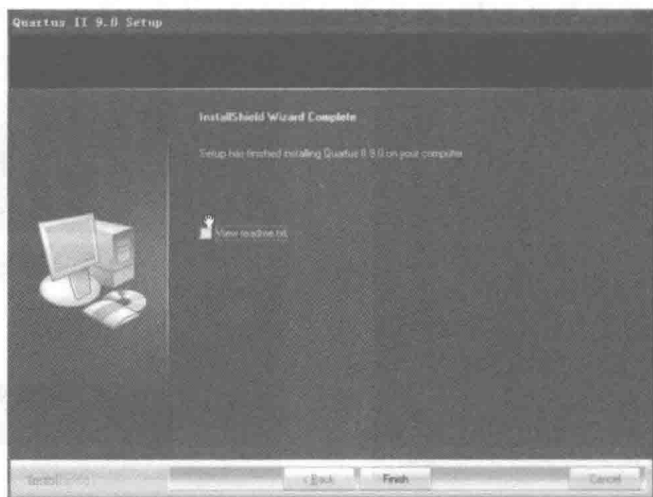 Quartus II 9.0 Setup
InstallShield Wizard Complete
Setup has finished installing Quartus II 9.0 on your computer
View readme.txt
< Back
Finish
Cancel